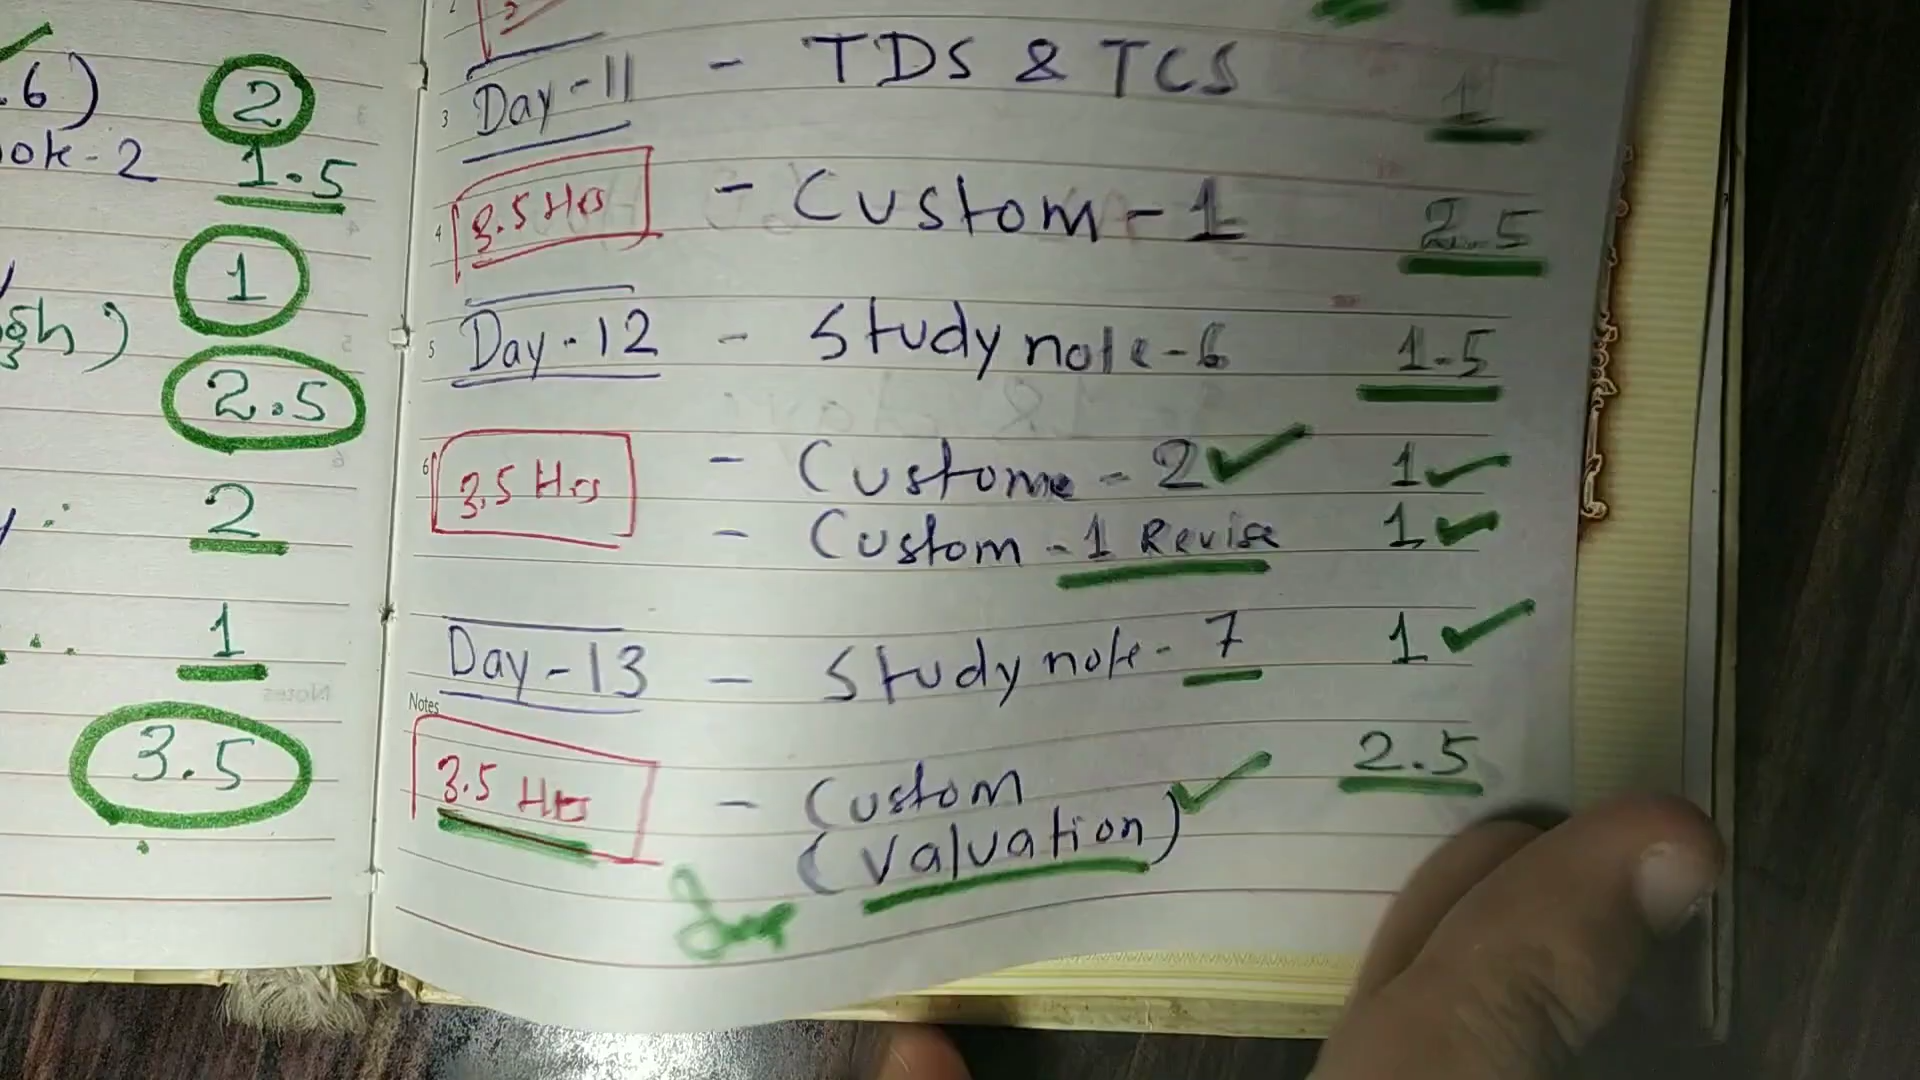 .6) 2
ote-2 1.5
1
2.5
2
1
3.5
Day-11 - TDS & TCS 1
3.5 Hrs - Custom-1 2.5
Day-12 - Study note-6 1-5
3.5 Hrs - Custome-2 ✓ 1 ✓
- Custom-1 Revise 1 ✓
Day-13 - Study note-7 1 ✓
Notes
3.5 Hrs - Custom 2.5
(Valuation) ✓